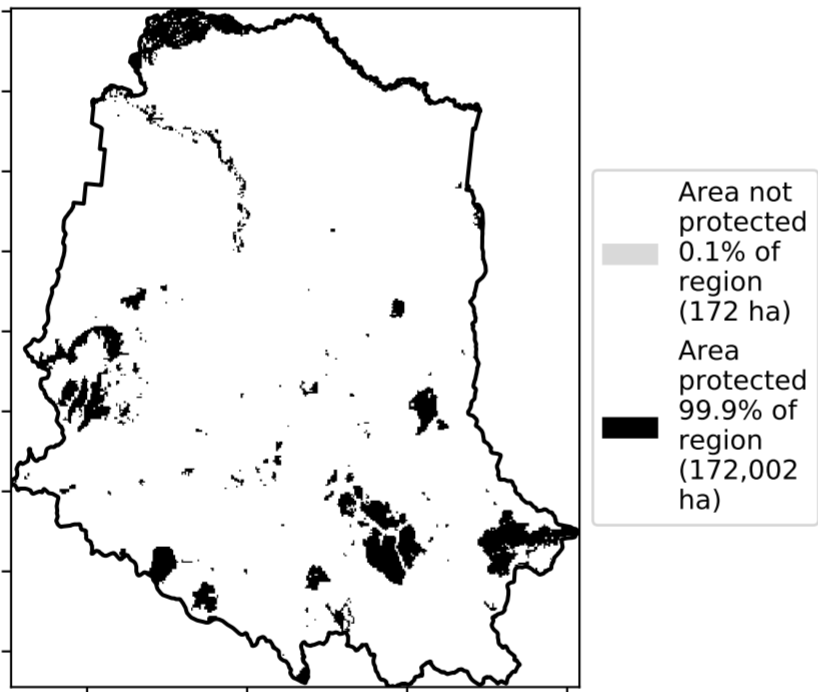 Area not
protected
0.1% of
region
(172 ha)
Area
protected
99.9% of
region
(172,002
ha)